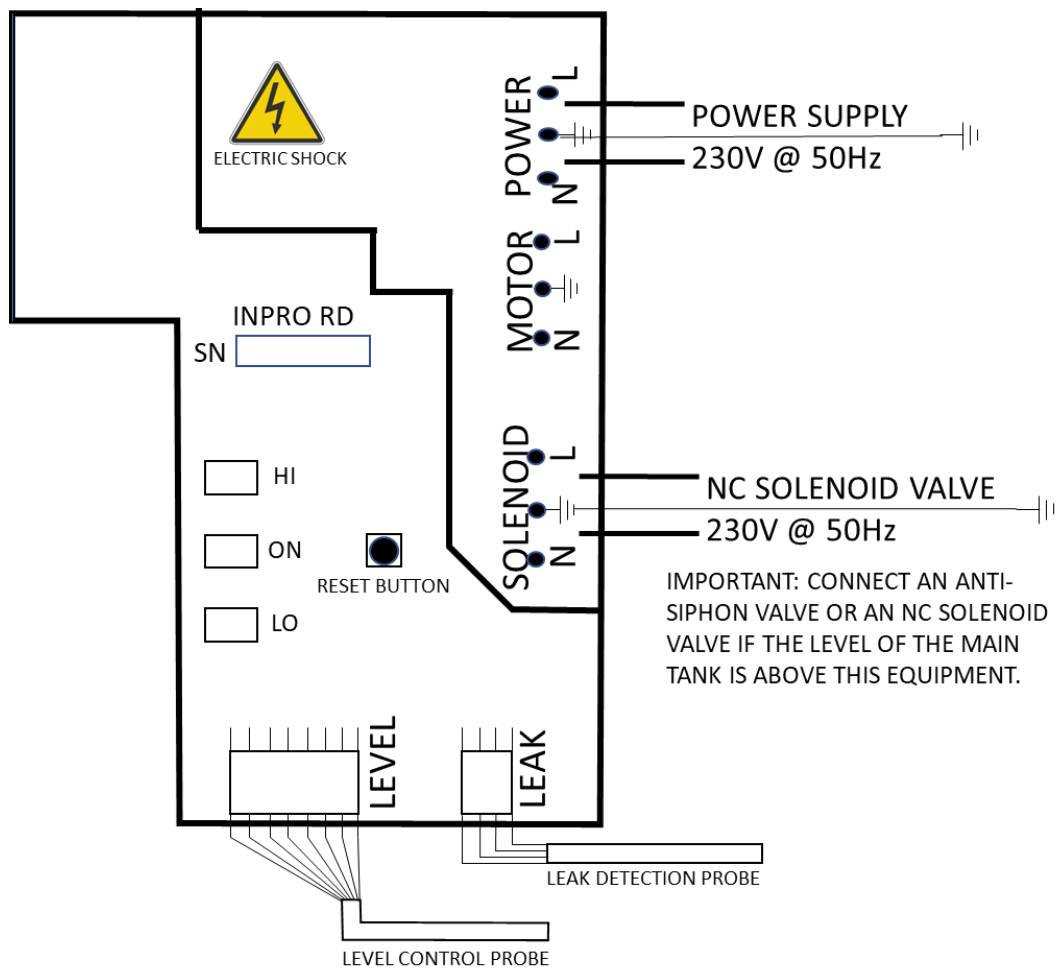 ELECTRIC SHOCK
POWER
L
N
POWER SUPPLY
230V @ 50Hz
MOTOR
L
N
INPRO RD
SN
SOLENOID
L
N
NC SOLENOID VALVE
230V @ 50Hz
HI
ON
LO
RESET BUTTON
IMPORTANT: CONNECT AN ANTI-
SIPHON VALVE OR AN NC SOLENOID
VALVE IF THE LEVEL OF THE MAIN
TANK IS ABOVE THIS EQUIPMENT.
LEVEL
LEAK
LEAK DETECTION PROBE
LEVEL CONTROL PROBE